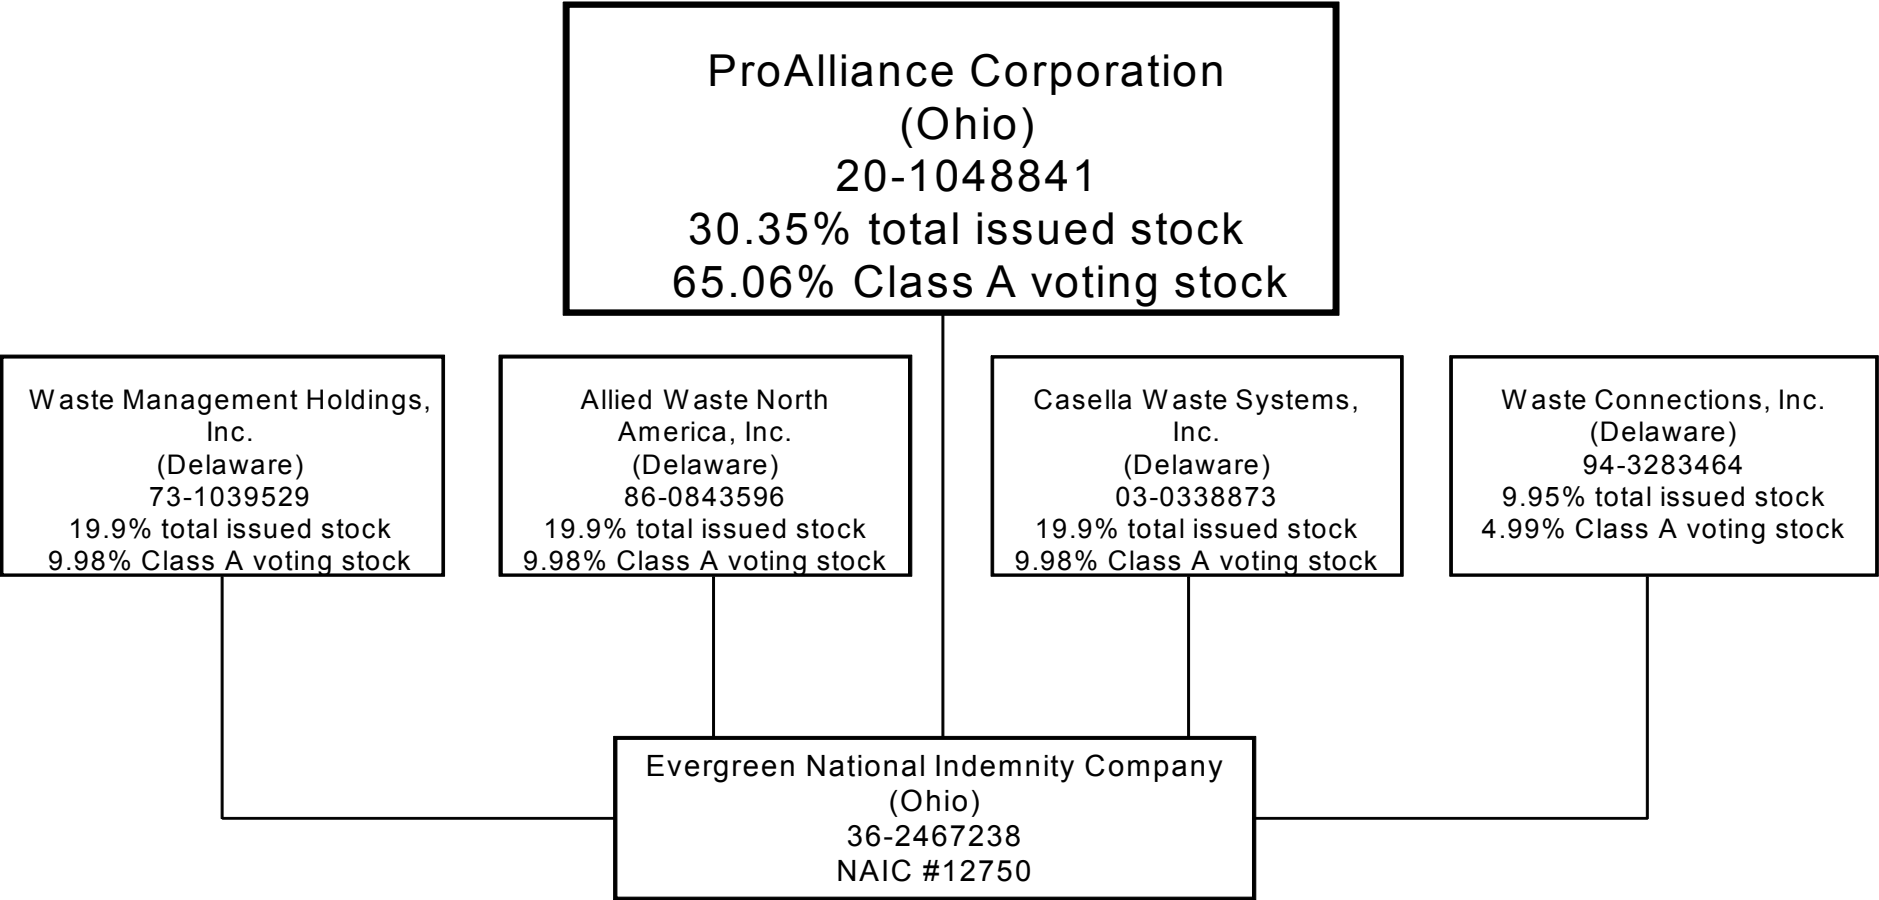 ProAlliance Corporation
(Ohio)
20-1048841
30.35% total issued stock
65.06% Class A voting stock
Waste Management Holdings,
Inc.
(Delaware)
73-1039529
19.9% total issued stock
9.98% Class A voting stock
Allied Waste North
America, Inc.
(Delaware)
86-0843596
19.9% total issued stock
9.98% Class A voting stock
Casella Waste Systems,
Inc.
(Delaware)
03-0338873
19.9% total issued stock
9.98% Class A voting stock
Waste Connections, Inc.
(Delaware)
94-3283464
9.95% total issued stock
4.99% Class A voting stock
Evergreen National Indemnity Company
(Ohio)
36-2467238
NAIC #12750